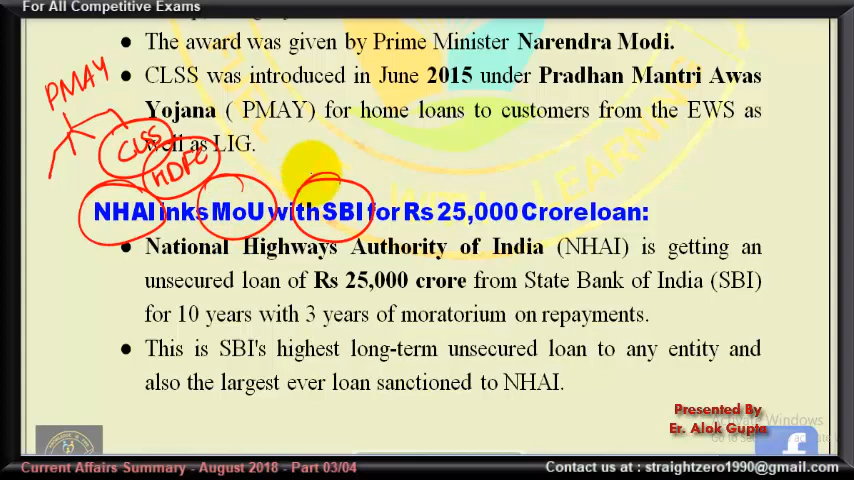 For All Competitive Exams
● The award was given by Prime Minister Narendra Modi.
● CLSS was introduced in June 2015 under Pradhan Mantri Awas
Yojana ( PMAY) for home loans to customers from the EWS as
well as LIG.
PMAY
CLSS
HDFC
NHAI inks MoU with SBI for Rs 25,000 Crore loan:
● National Highways Authority of India (NHAI) is getting an
unsecured loan of Rs 25,000 crore from State Bank of India (SBI)
for 10 years with 3 years of moratorium on repayments.
● This is SBI's highest long-term unsecured loan to any entity and
also the largest ever loan sanctioned to NHAI.
Presented By
Er. Alok Gupta
Activate Windows
Current Affairs Summary - August 2018 - Part 03/04
Contact us at : straightzero1990@gmail.com